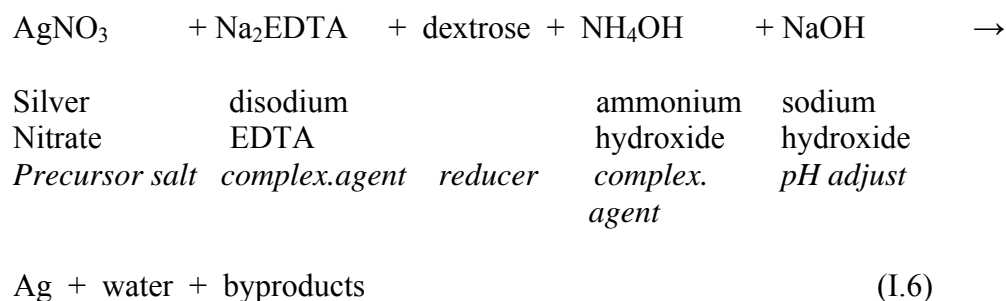 AgNO₃ + Na₂EDTA + dextrose + NH₄OH + NaOH →
Silver disodium ammonium sodium
Nitrate EDTA hydroxide hydroxide
Precursor salt complex.agent reducer complex. pH adjust
agent
Ag + water + byproducts (I.6)